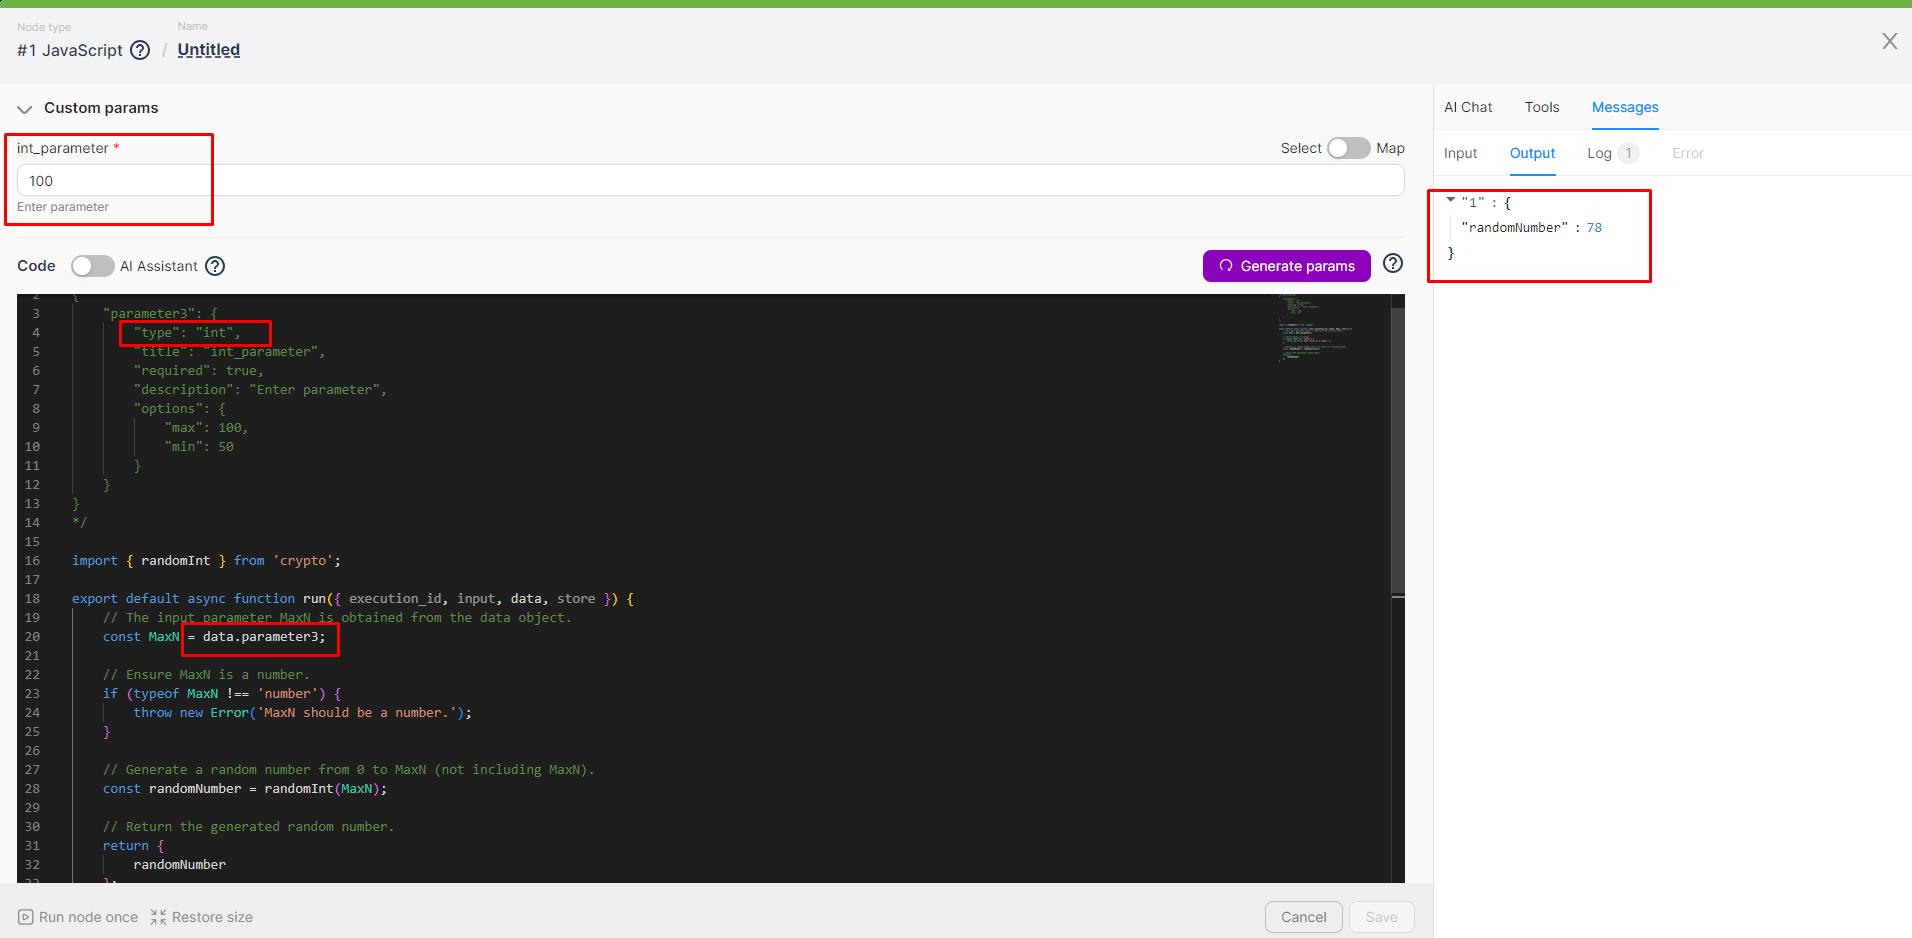 Node type
Name
#1 JavaScript
/
Untitled
X
Custom params
int_parameter *
Select
Map
100
Enter parameter
Code
AI Assistant
Generate params
2 {
3 "parameter3": {
4 "type": "int",
5 "title": "int_parameter",
6 "required": true,
7 "description": "Enter parameter",
8 "options": {
9 "max": 100,
10 "min": 50
11 }
12 }
13 }
14 */
15
16 import { randomInt } from 'crypto';
17
18 export default async function run({ execution_id, input, data, store }) {
19 // The input parameter MaxN is obtained from the data object.
20 const MaxN = data.parameter3;
21
22 // Ensure MaxN is a number.
23 if (typeof MaxN !== 'number') {
24 throw new Error('MaxN should be a number.');
25 }
26
27 // Generate a random number from 0 to MaxN (not including MaxN).
28 const randomNumber = randomInt(MaxN);
29
30 // Return the generated random number.
31 return {
32 randomNumber
33 };
Run node once
Restore size
Cancel
Save
AI Chat
Tools
Messages
Input
Output
Log 1
Error
"1" : {
"randomNumber" : 78
}